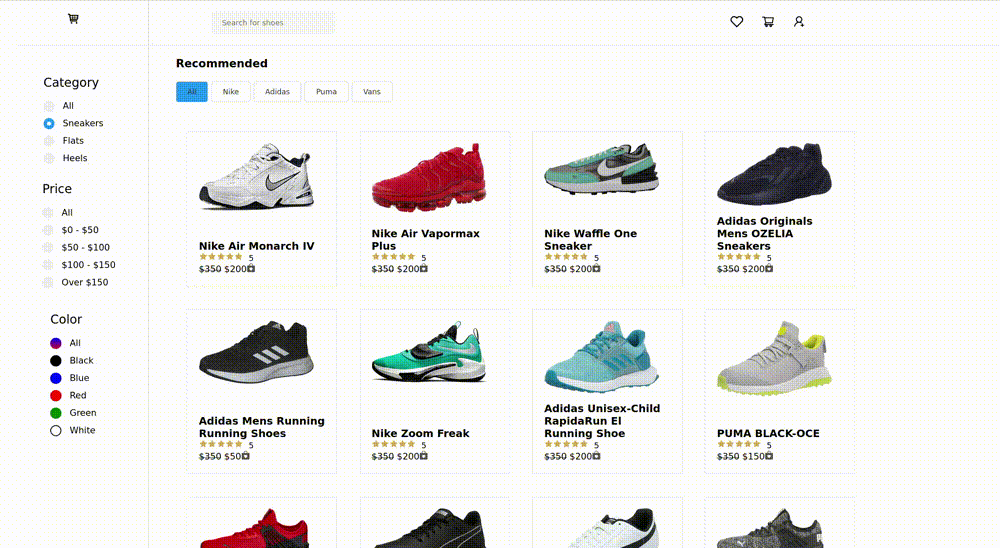 Search for shoes
Recommended
All
Nike
Adidas
Puma
Vans
Category
All
Sneakers
Flats
Heels
Price
All
$0 - $50
$50 - $100
$100 - $150
Over $150
Color
All
Black
Blue
Red
Green
White
Nike Air Monarch IV
5
$350 $200
Nike Air Vapormax
Plus
5
$350 $200
Nike Waffle One
Sneaker
5
$350 $200
Adidas Originals
Mens OZELIA
Sneakers
5
$350 $200
Adidas Mens Running
Running Shoes
5
$350 $50
Nike Zoom Freak
5
$350 $200
Adidas Unisex-Child
RapidaRun El
Running Shoe
5
$350 $200
PUMA BLACK-OCE
5
$350 $150